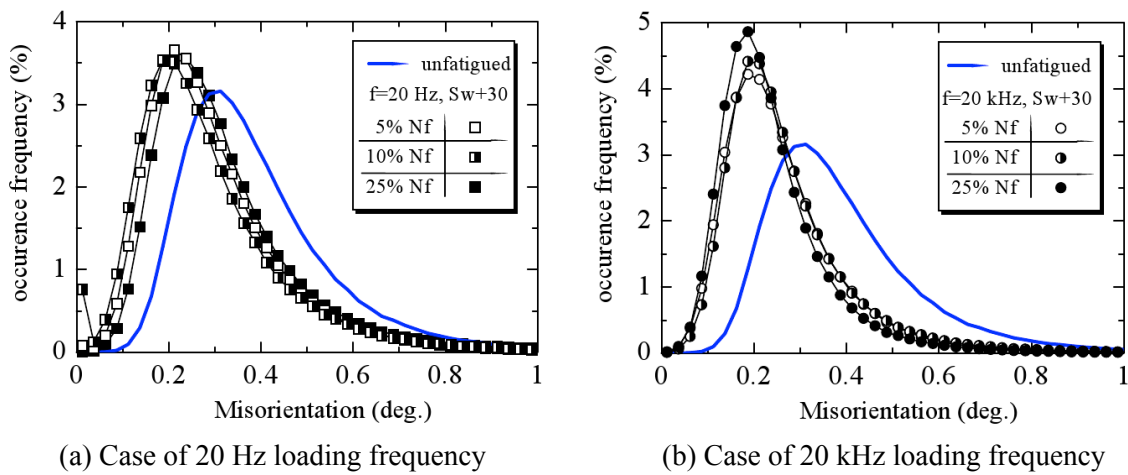 4
3
2
1
0
occurence frequency (%)
0
0.2
0.4
0.6
0.8
1
Misorientation (deg.)
unfatigued
f=20 Hz, Sw+30
5% Nf
10% Nf
25% Nf
(a) Case of 20 Hz loading frequency
5
4
3
2
1
0
occurence frequency (%)
0
0.2
0.4
0.6
0.8
1
Misorientation (deg.)
unfatigued
f=20 kHz, Sw+30
5% Nf
10% Nf
25% Nf
(b) Case of 20 kHz loading frequency